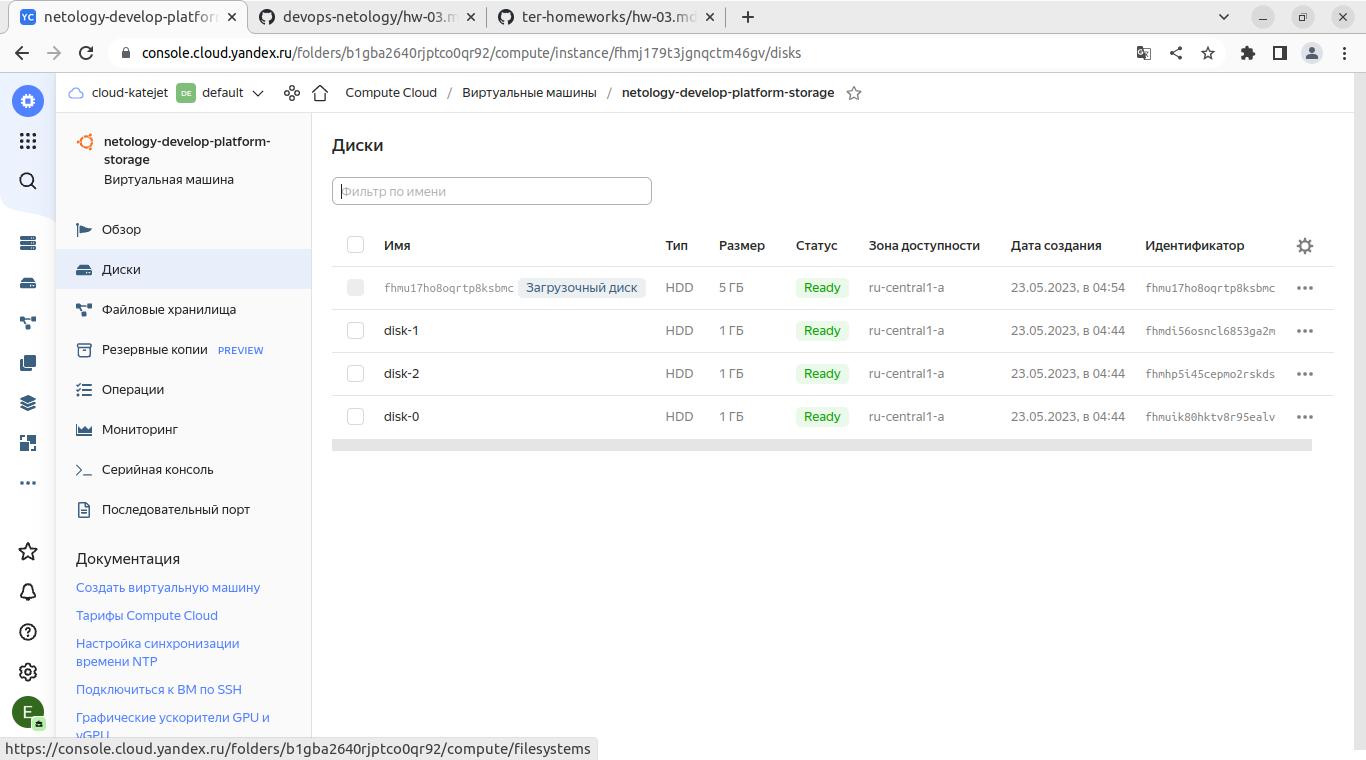 YC netology-develop-platfor
devops-netology/hw-03.m
ter-homeworks/hw-03.md
console.cloud.yandex.ru/folders/b1gba2640rjptco0qr92/compute/instance/fhmj179t3jgnqctm46gv/disks
cloud-katejet DE default Compute Cloud / Виртуальные машины / netology-develop-platform-storage
netology-develop-platform-
storage
Виртуальная машина
Обзор
Диски
Файловые хранилища
Резервные копии PREVIEW
Операции
Мониторинг
Серийная консоль
Последовательный порт
Документация
Создать виртуальную машину
Тарифы Compute Cloud
Настройка синхронизации
времени NTP
Подключиться к ВМ по SSH
Графические ускорители GPU и
vGPU
E
Диски
Фильтр по имени
Имя Тип Размер Статус Зона доступности Дата создания Идентификатор
fhmu17ho8oqrtp8ksbmc Загрузочный диск HDD 5 ГБ Ready ru-central1-a 23.05.2023, в 04:54 fhmu17ho8oqrtp8ksbmc
disk-1 HDD 1 ГБ Ready ru-central1-a 23.05.2023, в 04:44 fhmdi56osncl6853ga2m
disk-2 HDD 1 ГБ Ready ru-central1-a 23.05.2023, в 04:44 fhmhp5i45cepmo2rskds
disk-0 HDD 1 ГБ Ready ru-central1-a 23.05.2023, в 04:44 fhmuik80hktv8r95ealv
https://console.cloud.yandex.ru/folders/b1gba2640rjptco0qr92/compute/filesystems